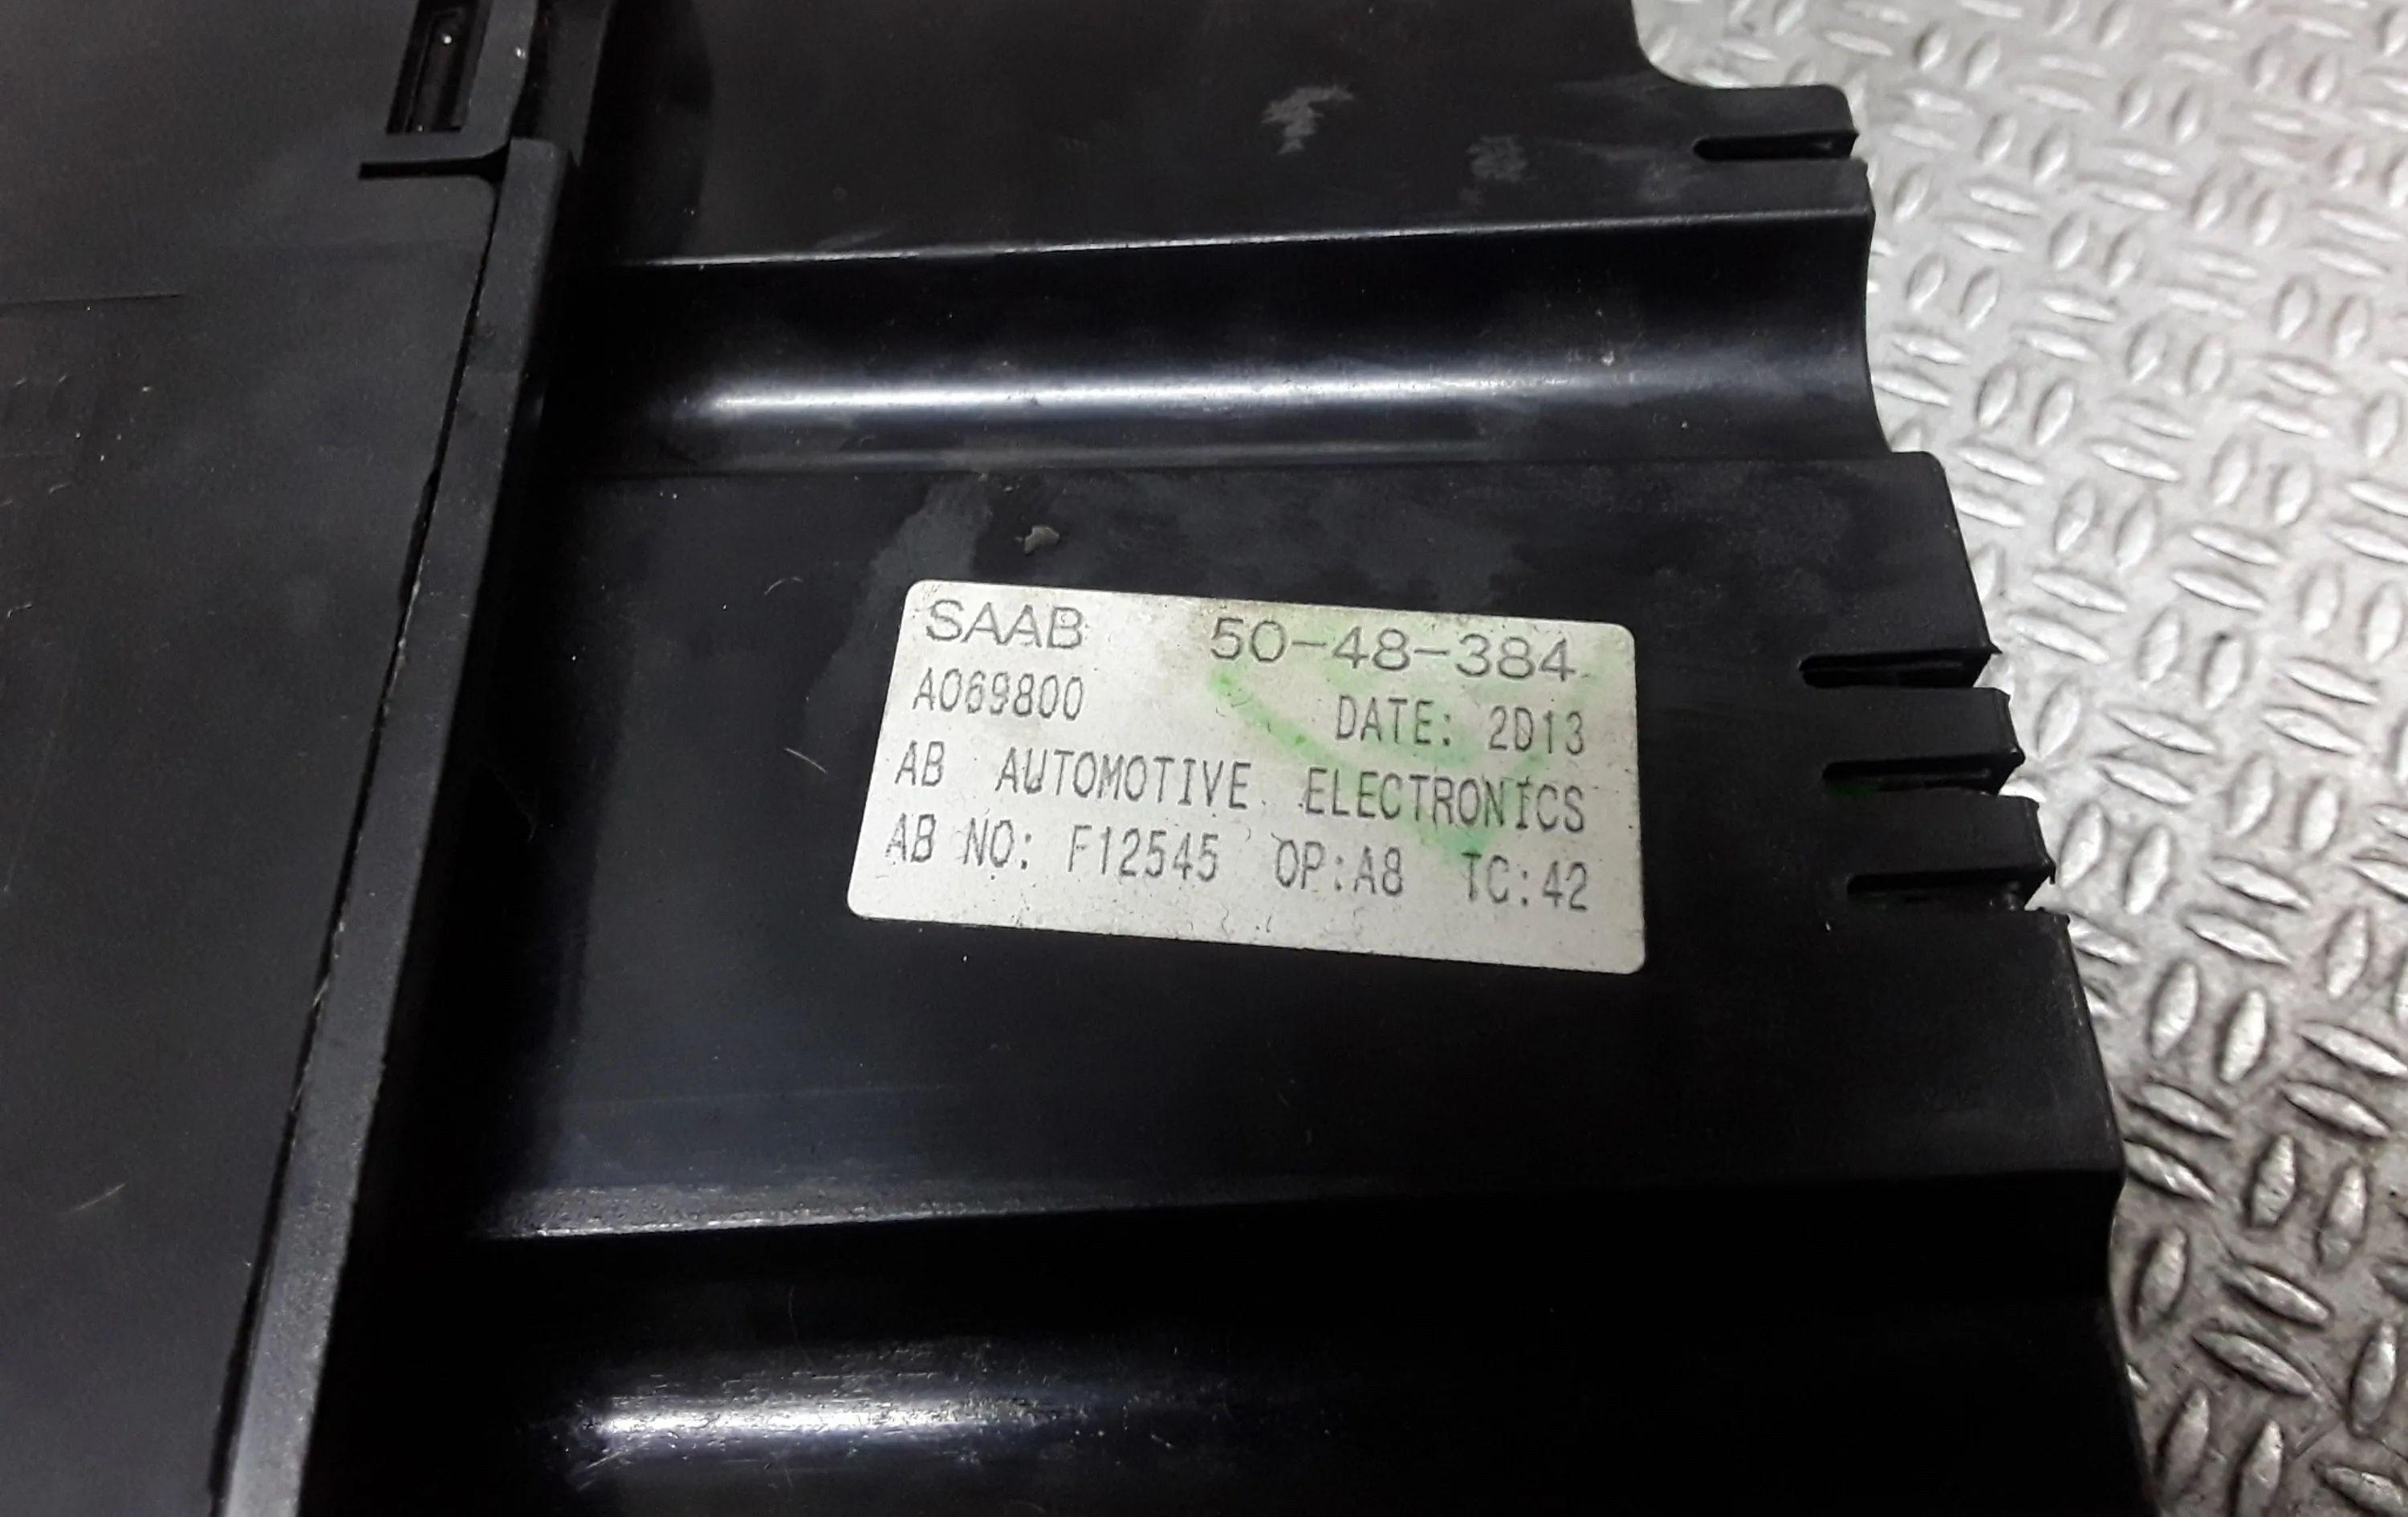 SAAB 50-48-384
A069800 DATE: 2D13
AB AUTOMOTIVE ELECTRONICS
AB NO: F12545 OP:A8 TC:42